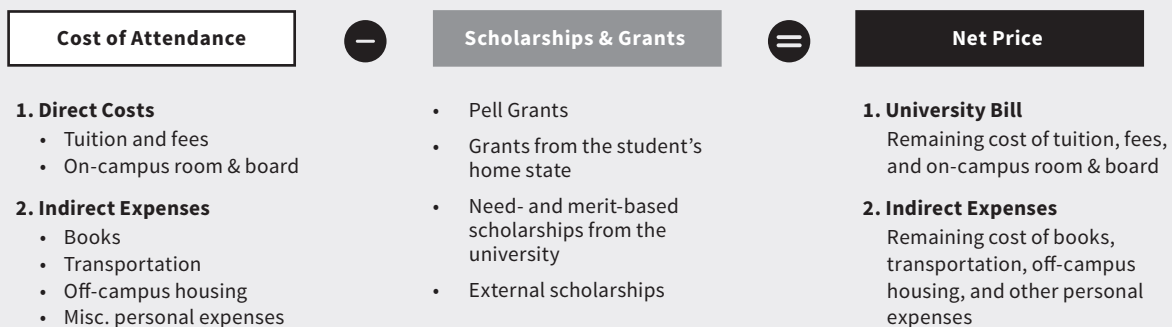 Cost of Attendance
1. Direct Costs
• Tuition and fees
• On-campus room & board
2. Indirect Expenses
• Books
• Transportation
• Off-campus housing
• Misc. personal expenses
−
Scholarships & Grants
• Pell Grants
• Grants from the student’s
home state
• Need- and merit-based
scholarships from the
university
• External scholarships
=
Net Price
1. University Bill
Remaining cost of tuition, fees,
and on-campus room & board
2. Indirect Expenses
Remaining cost of books,
transportation, off-campus
housing, and other personal
expenses